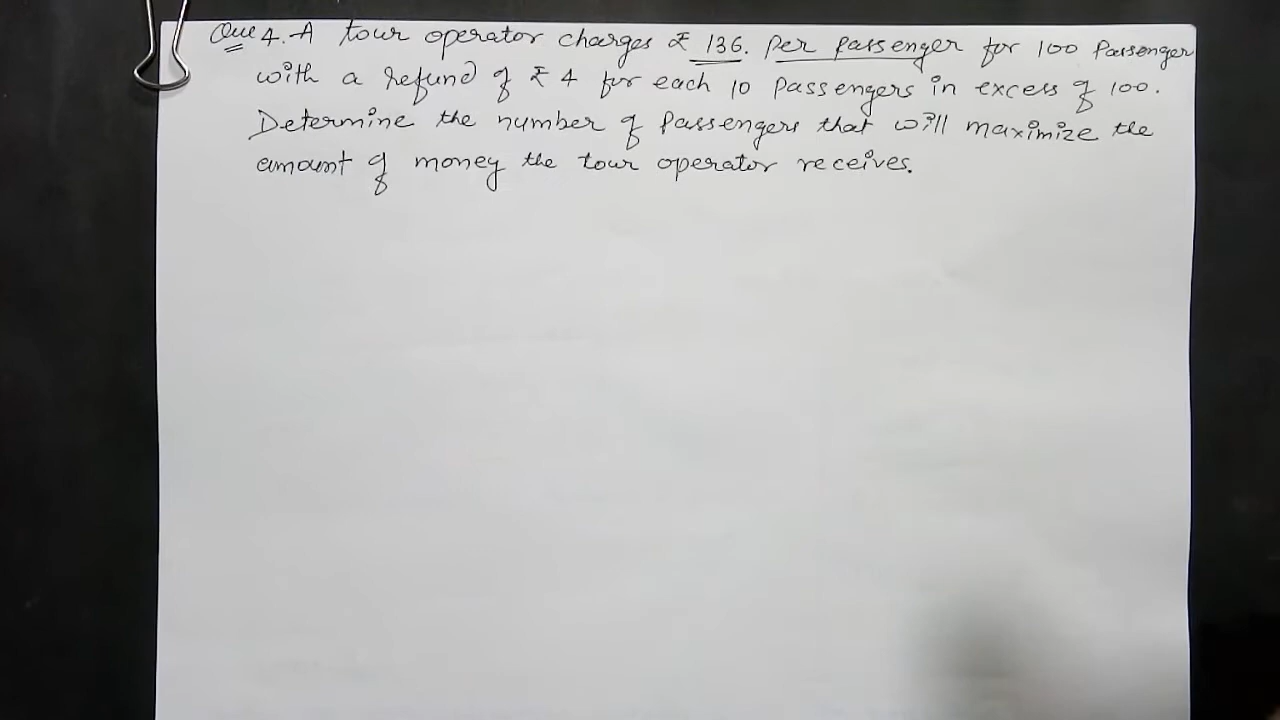 Que 4. A tour operator charges ₹ 136. per passenger for 100 Passenger
with a refund of ₹ 4 for each 10 passengers in excess of 100.
Determine the number of passengers that will maximize the
amount of money the tour operator receives.